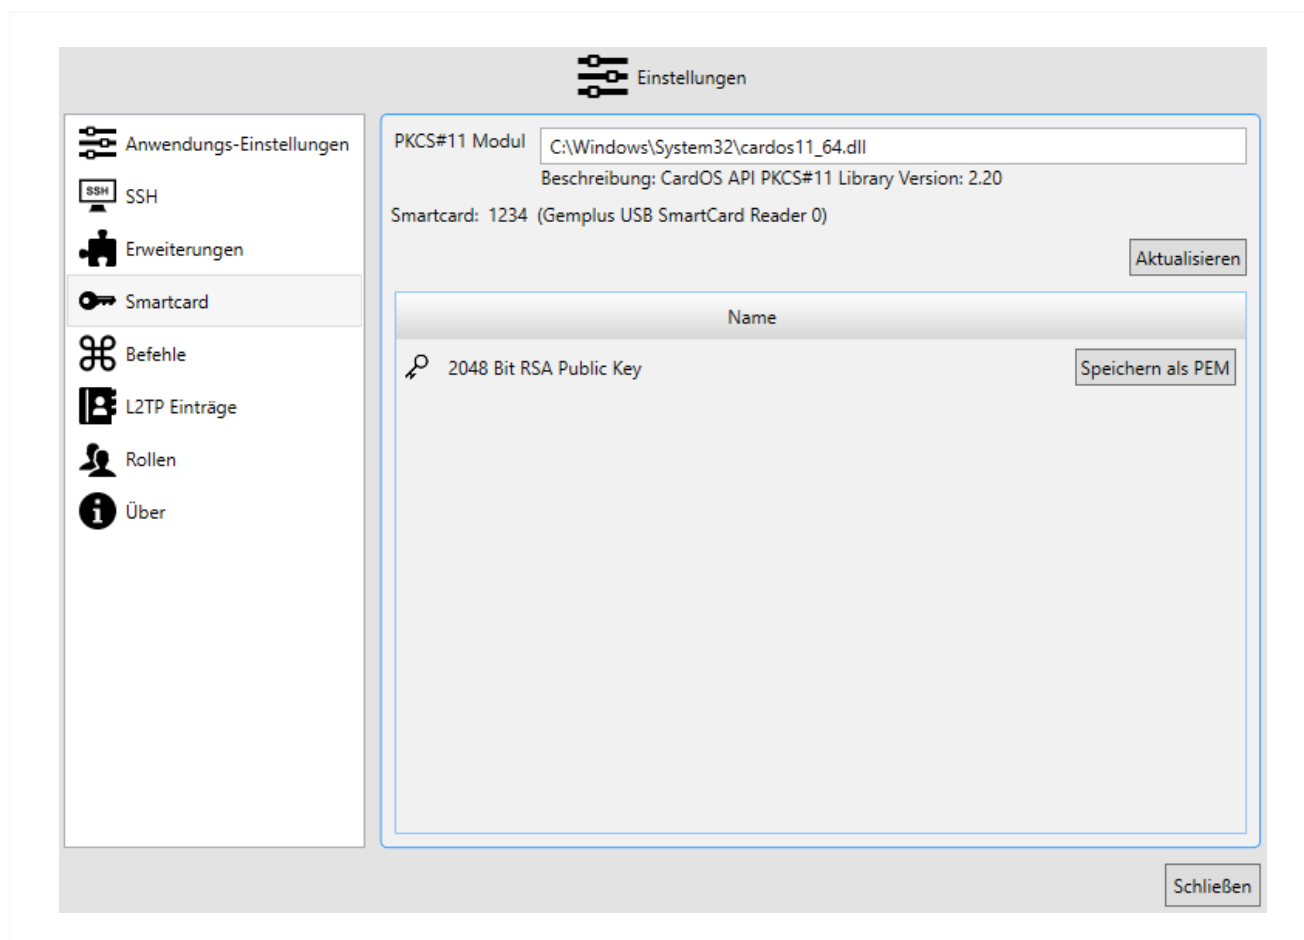 Einstellungen
Anwendungs-Einstellungen
SSH
SSH
Erweiterungen
Smartcard
Befehle
L2TP Einträge
Rollen
Über
PKCS#11 Modul
C:\Windows\System32\cardos11_64.dll
Beschreibung: CardOS API PKCS#11 Library Version: 2.20
Smartcard: 1234 (Gemplus USB SmartCard Reader 0)
Aktualisieren
Name
2048 Bit RSA Public Key
Speichern als PEM
Schließen